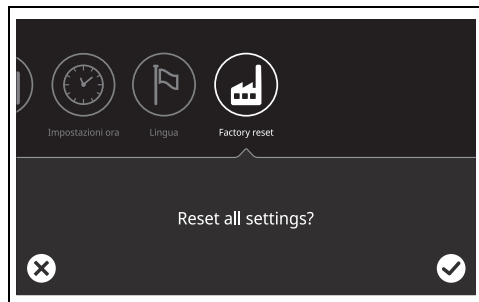 Impostazioni ora
Lingua
Factory reset
Reset all settings?